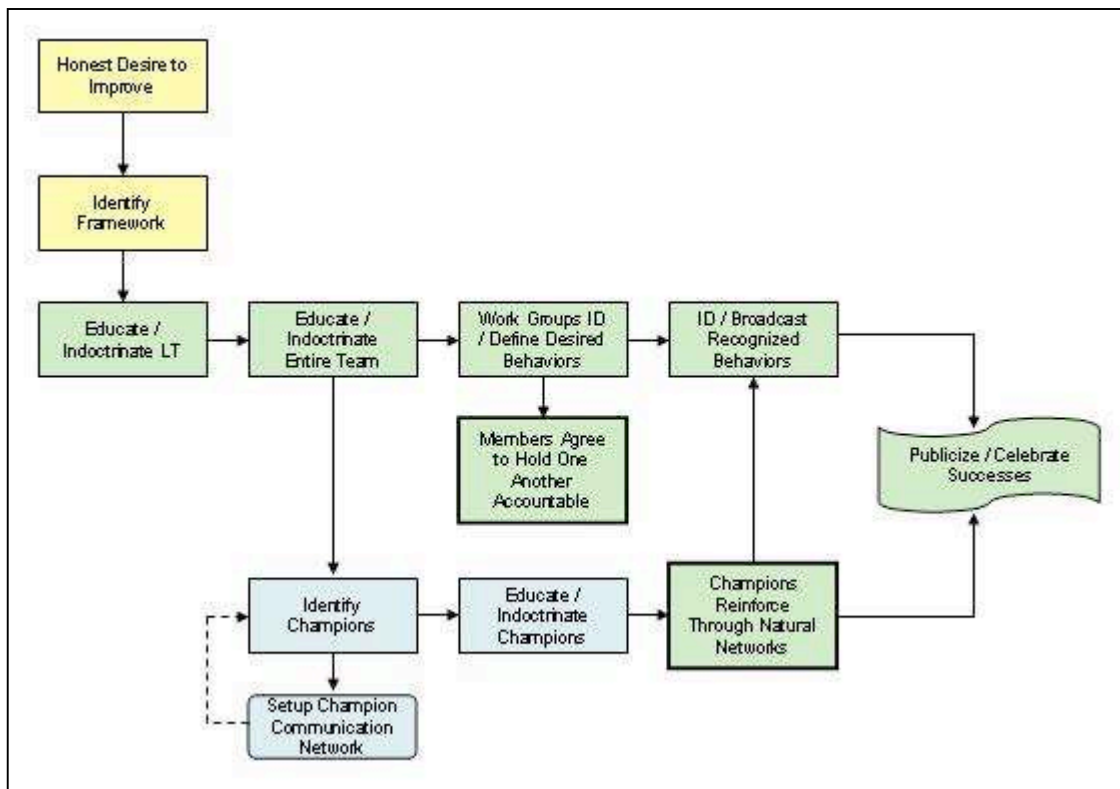 Honest Desire to
Improve
Identify
Framework
Educate /
Indoctrinate LT
Educate /
Indoctrinate
Entire Team
Work Groups ID
/ Define Desired
Behaviors
ID / Broadcast
Recognized
Behaviors
Members Agree
to Hold One
Another
Accountable
Publicize / Celebrate
Successes
Identify
Champions
Educate /
Indoctrinate
Champions
Champions
Reinforce
Through Natural
Networks
Setup Champion
Communication
Network